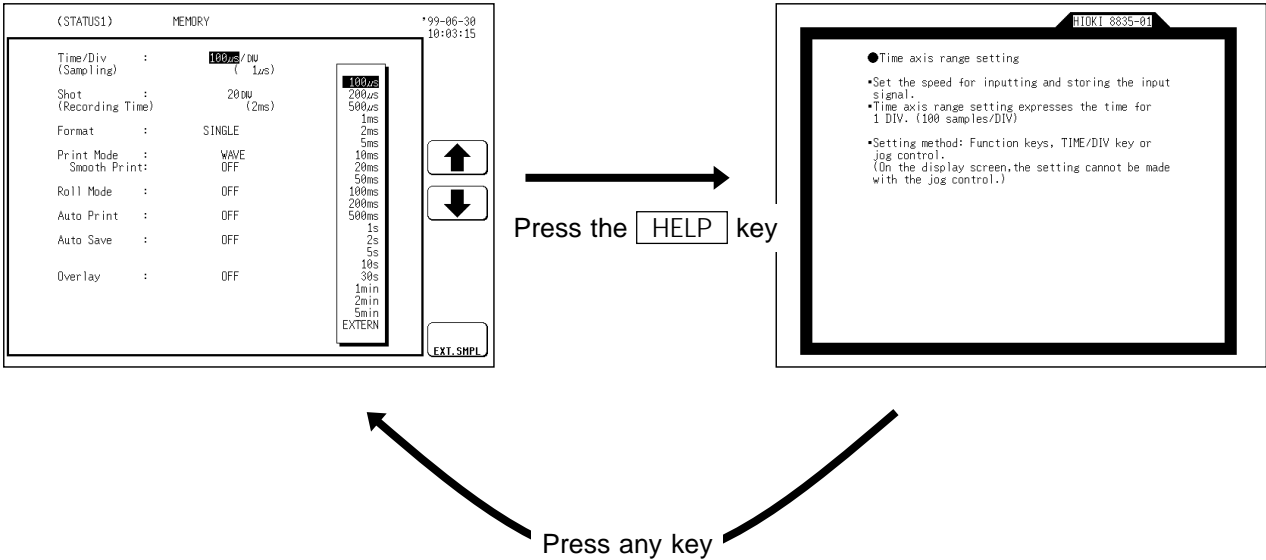 (STATUS1) MEMORY '99-06-30
10:03:15
Time/Div : 100µs/DIV
(Sampling) ( 1µs)
Shot : 20DIV
(Recording Time) (2ms)
Format : SINGLE
Print Mode : WAVE
Smooth Print: OFF
Roll Mode : OFF
Auto Print : OFF
Auto Save : OFF
Overlay : OFF
100µs
200µs
500µs
1ms
2ms
5ms
10ms
20ms
50ms
100ms
200ms
500ms
1s
2s
5s
10s
30s
1min
2min
5min
EXTERN
EXT.SMPL
Press the HELP key
HIOKI 8835-01
●Time axis range setting
▪Set the speed for inputting and storing the input
signal.
▪Time axis range setting expresses the time for
1 DIV. (100 samples/DIV)
▪Setting method: Function keys, TIME/DIV key or
jog control.
(On the display screen,the setting cannot be made
with the jog control.)
Press any key